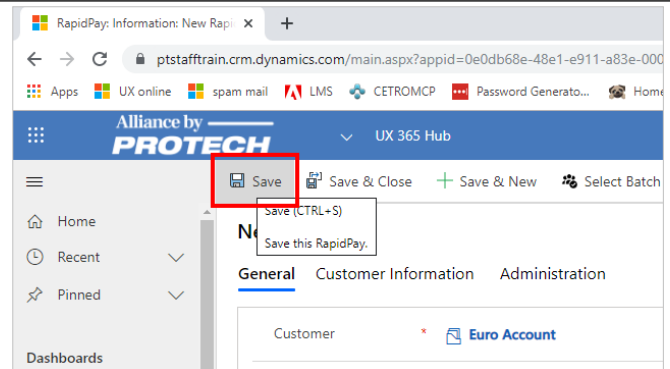 RapidPay: Information: New Rapi
ptstafftrain.crm.dynamics.com/main.aspx?appid=0e0db68e-48e1-e911-a83e-000
Apps UX online spam mail LMS CETROMCP Password Generato... Home
Alliance by
PROTECH
UX 365 Hub
Save Save & Close Save & New Select Batch
Save (CTRL+S)
Save this RapidPay.
Home
Recent
General Customer Information Administration
Pinned
Customer * Euro Account
Dashboards